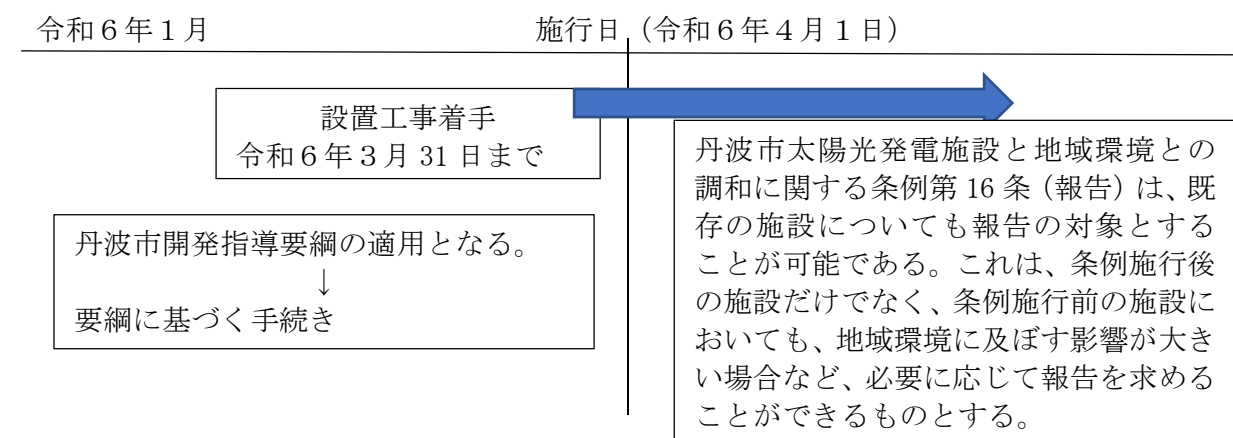 令和６年１月
施行日（令和６年４月１日）
設置工事着手
令和６年３月 31 日まで
丹波市開発指導要綱の適用となる。
↓
要綱に基づく手続き
丹波市太陽光発電施設と地域環境との
調和に関する条例第 16 条（報告）は、既
存の施設についても報告の対象とする
ことが可能である。これは、条例施行後
の施設だけでなく、条例施行前の施設に
おいても、地域環境に及ぼす影響が大き
い場合など、必要に応じて報告を求める
ことができるものとする。